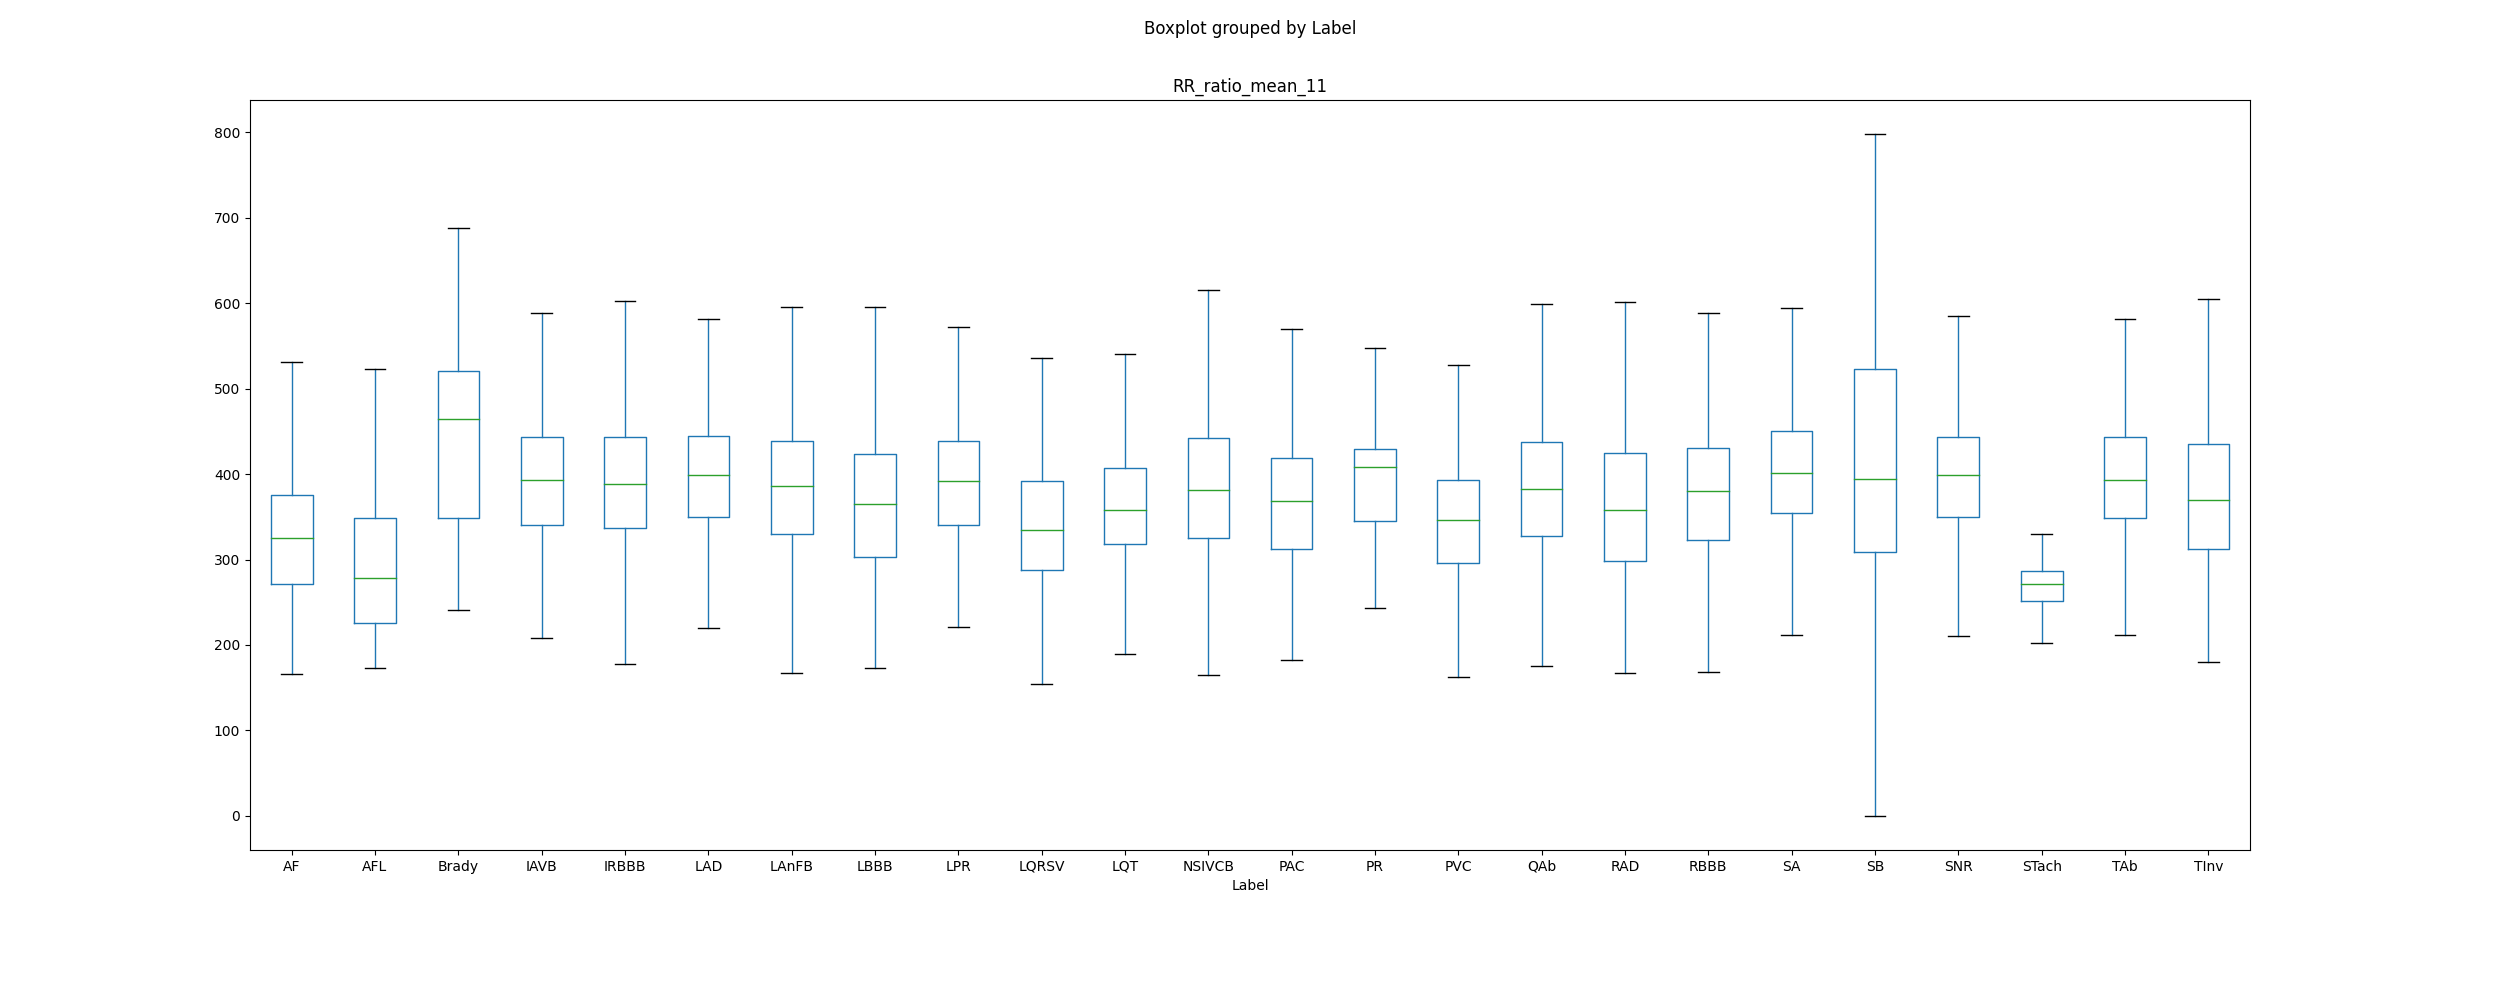 Boxplot grouped by Label
RR_ratio_mean_11
800
700
600
500
400
300
200
100
0
AF AFL Brady IAVB IRBBB LAD LAnFB LBBB LPR LQRSV LQT NSIVCB PAC PR PVC QAb RAD RBBB SA SB SNR STach TAb TInv
Label